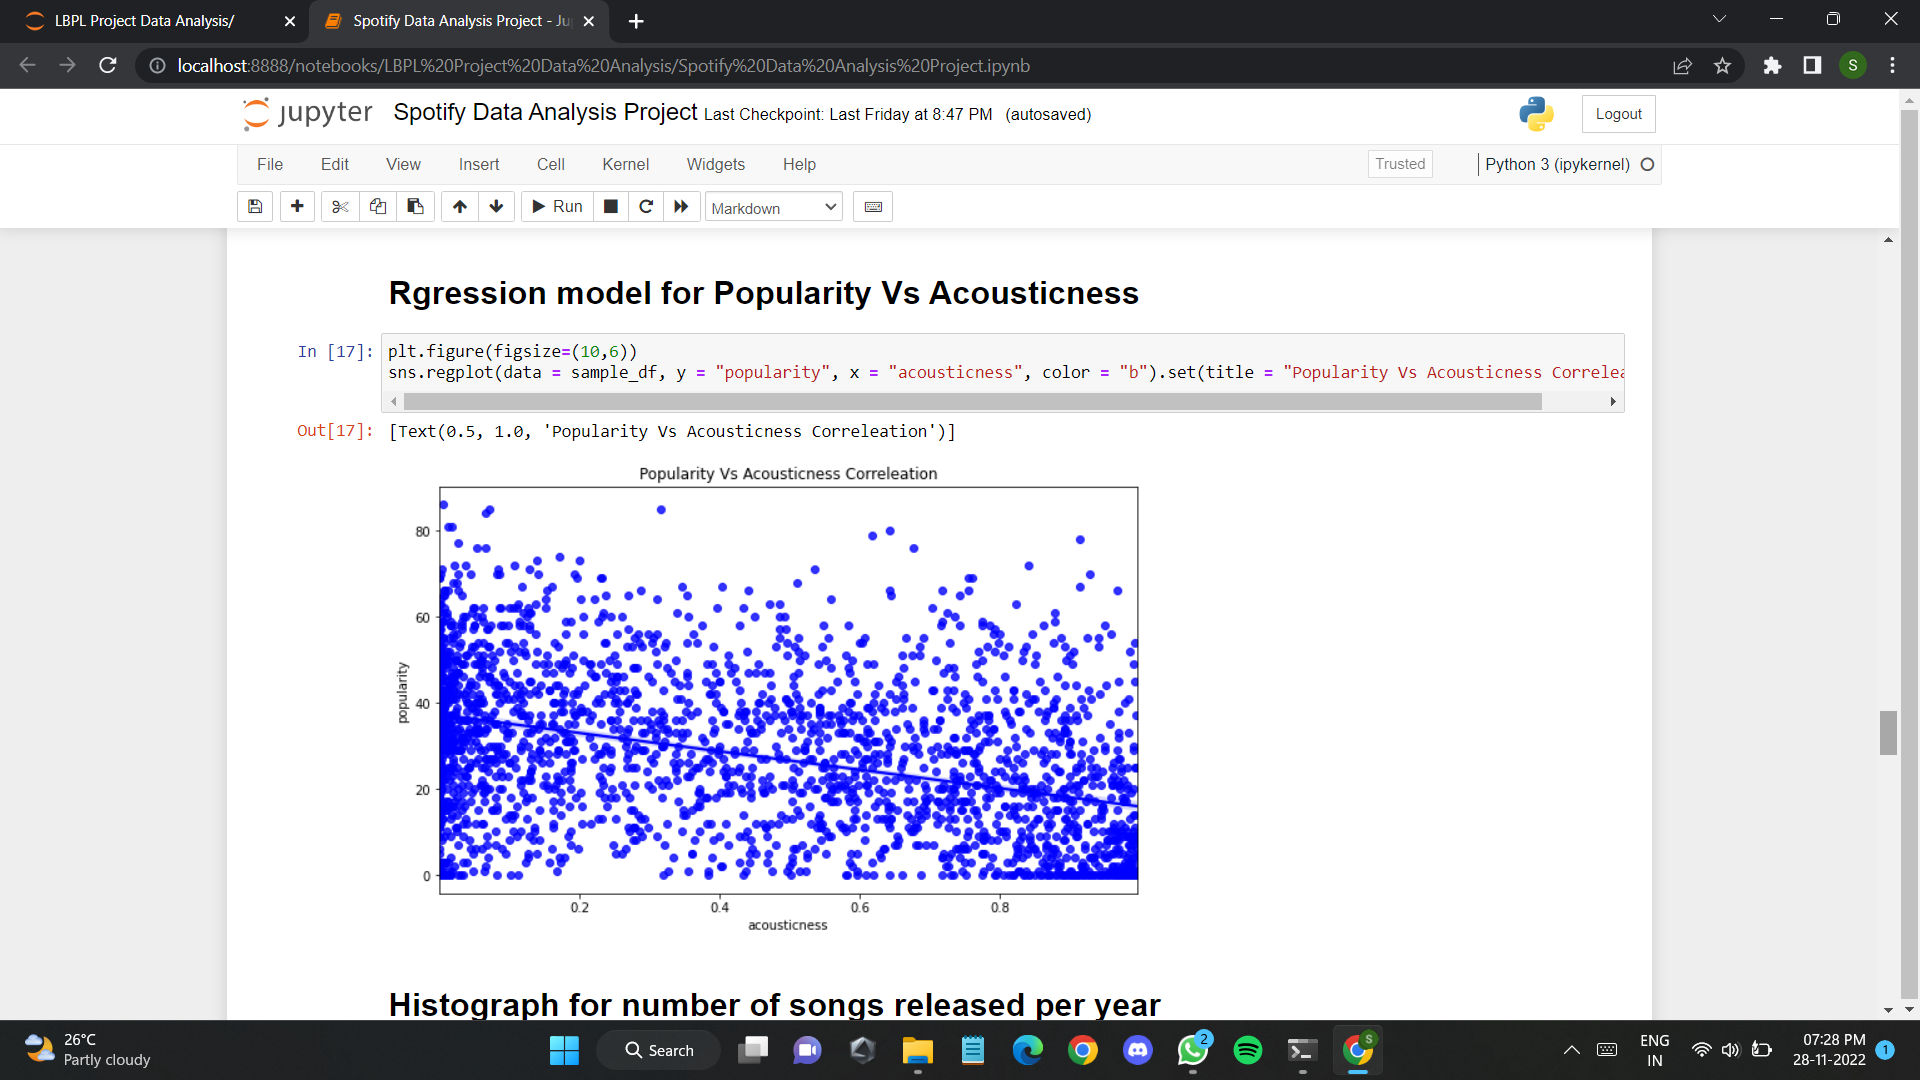 LBPL Project Data Analysis/
Spotify Data Analysis Project - Ju
localhost:8888/notebooks/LBPL%20Project%20Data%20Analysis/Spotify%20Data%20Analysis%20Project.ipynb
S
jupyter Spotify Data Analysis Project Last Checkpoint: Last Friday at 8:47 PM (autosaved)
Logout
File Edit View Insert Cell Kernel Widgets Help
Trusted
Python 3 (ipykernel)
Run
Markdown
Rgression model for Popularity Vs Acousticness
In [17]: plt.figure(figsize=(10,6))
sns.regplot(data = sample_df, y = "popularity", x = "acousticness", color = "b").set(title = "Popularity Vs Acousticness Correlea
Out[17]: [Text(0.5, 1.0, 'Popularity Vs Acousticness Correleation')]
Popularity Vs Acousticness Correleation
80
60
40
20
0
popularity
0.2 0.4 0.6 0.8
acousticness
Histograph for number of songs released per year
26°C
Partly cloudy
Search
2
S
ENG
IN
07:28 PM
28-11-2022
1